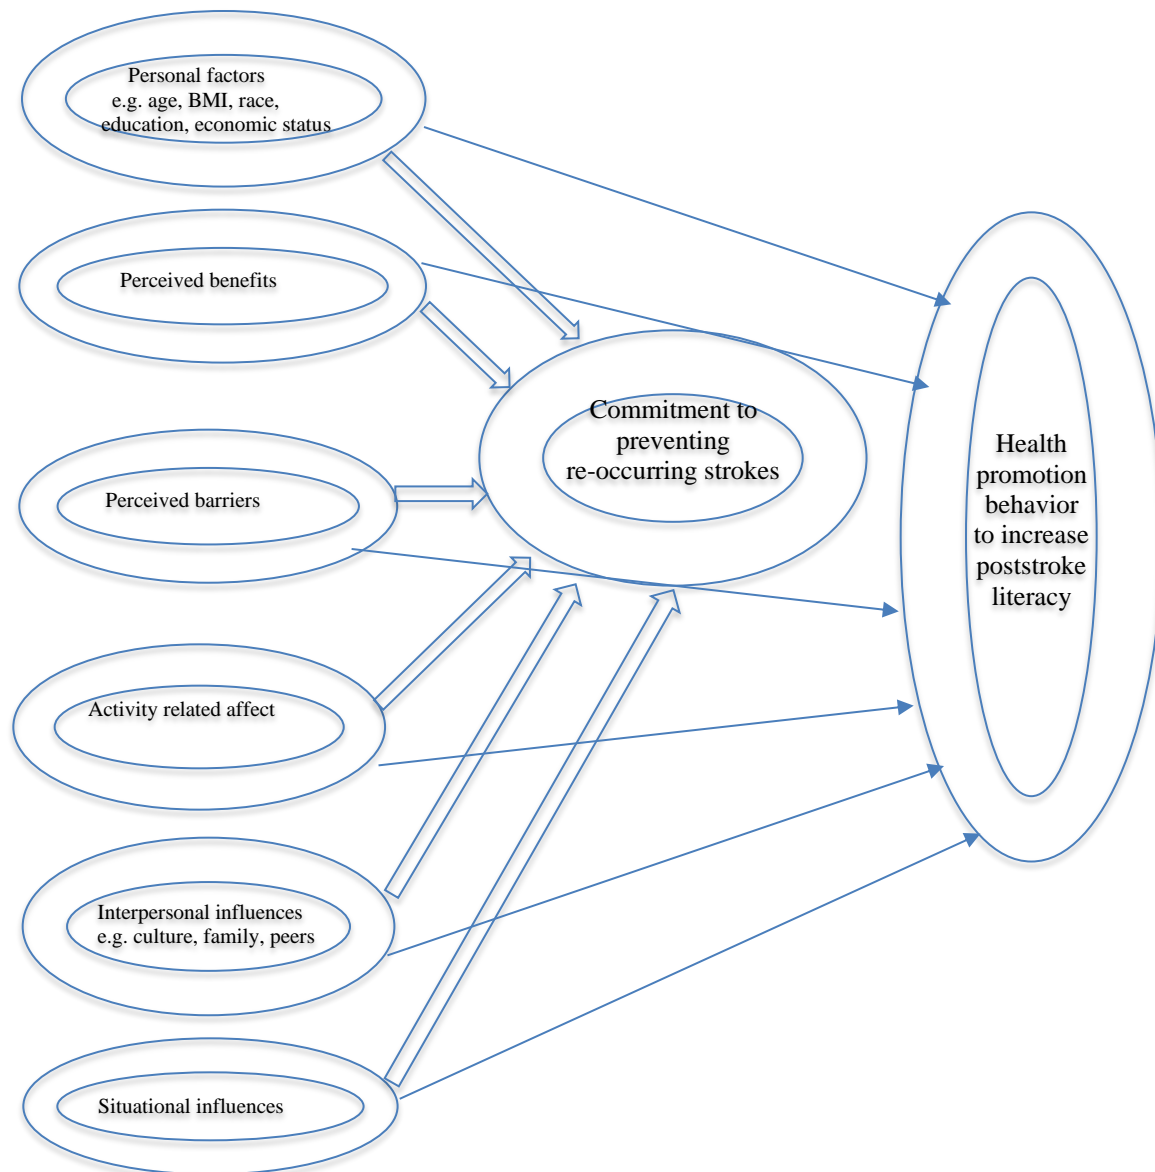 Personal factors
e.g. age, BMI, race,
education, economic status
Perceived benefits
Perceived barriers
Activity related affect
Interpersonal influences
e.g. culture, family, peers
Situational influences
Commitment to
preventing
re-occurring strokes
Health
promotion
behavior
to increase
poststroke
literacy